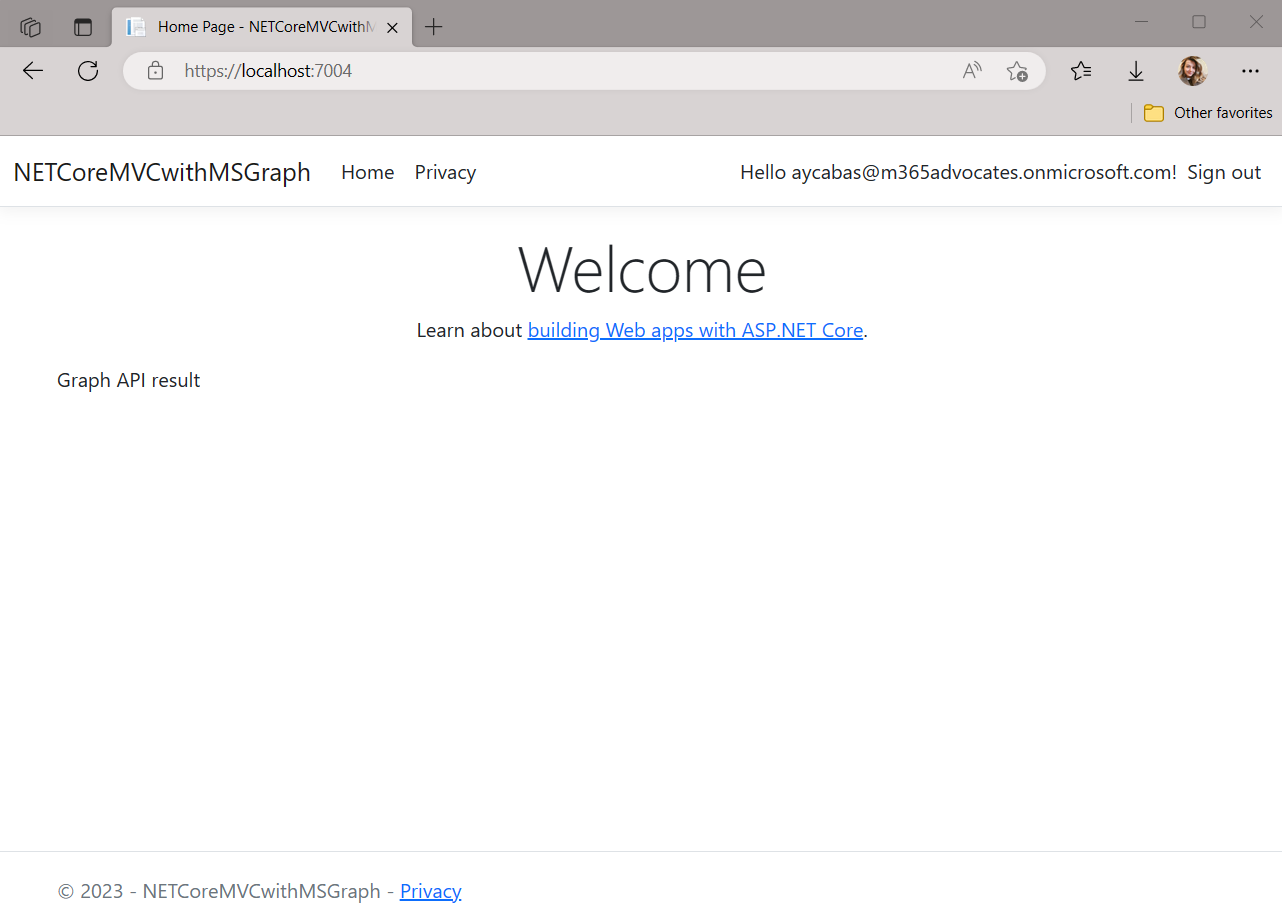 Home Page - NETCoreMVCwithM
https://localhost:7004
Other favorites
NETCoreMVCwithMSGraph Home Privacy Hello aycabas@m365advocates.onmicrosoft.com! Sign out
Welcome
Learn about building Web apps with ASP.NET Core.
Graph API result
© 2023 - NETCoreMVCwithMSGraph - Privacy